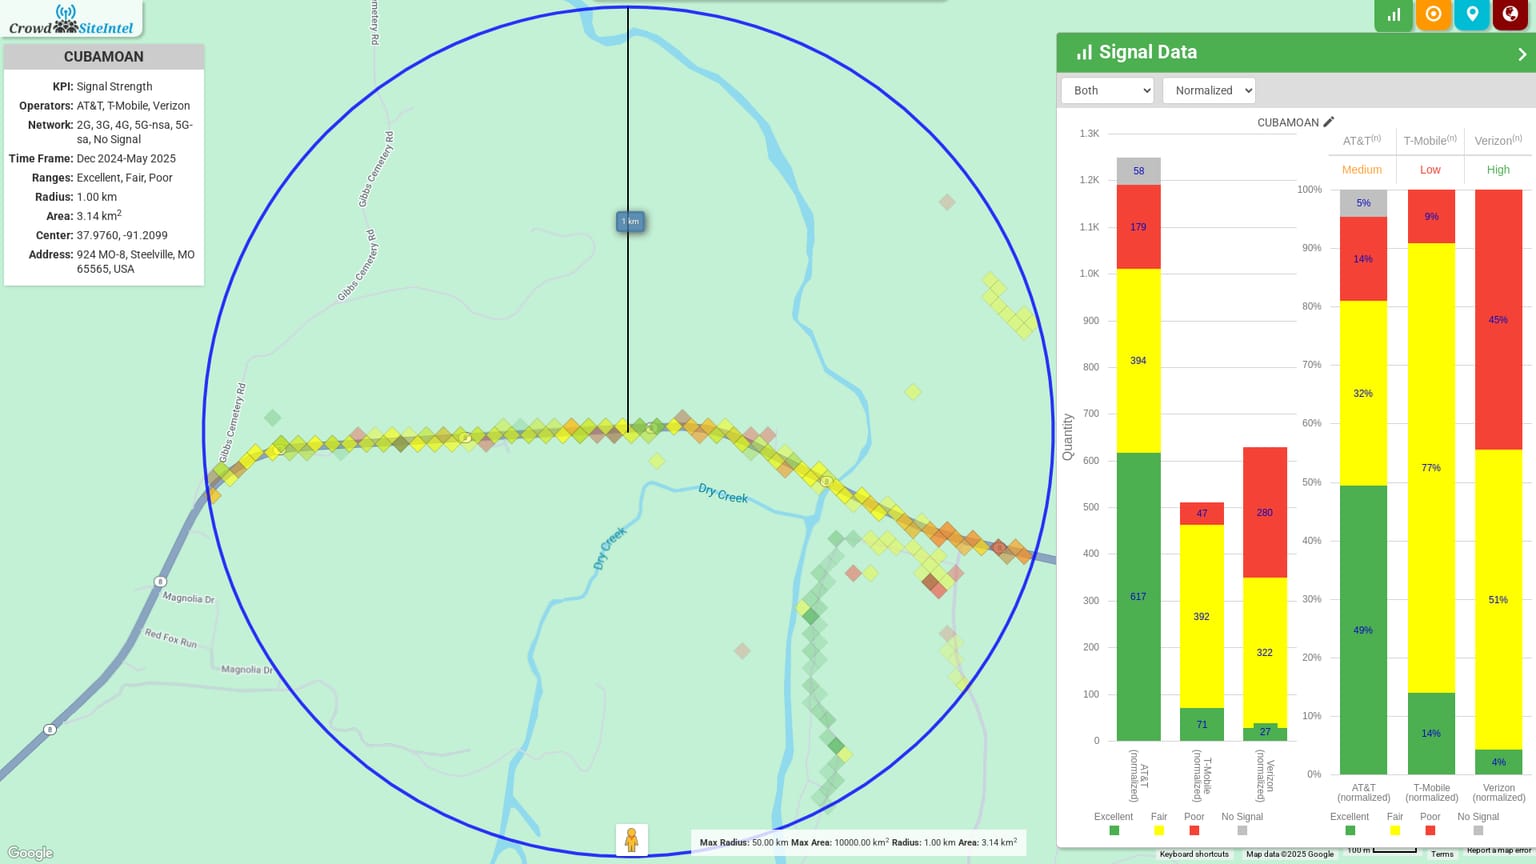 Crowd SiteIntel
CUBAMOAN
KPI: Signal Strength
Operators: AT&T, T-Mobile, Verizon
Network: 2G, 3G, 4G, 5G-nsa, 5G-
sa, No Signal
Time Frame: Dec 2024-May 2025
Ranges: Excellent, Fair, Poor
Radius: 1.00 km
Area: 3.14 km²
Center: 37.9760, -91.2099
Address: 924 MO-8, Steelville, MO
65565, USA
metery Rd
Gibbs Cemetery Rd
Gibbs Cemetery Rd
Gibbs Cemetery Rd
1 km
8
8
Dry Creek
Dry Creek
8
Magnolia Dr
Red Fox Run
Magnolia Dr
8
Google
Max Radius: 50.00 km Max Area: 10000.00 km² Radius: 1.00 km Area: 3.14 km²
Signal Data
Both
Normalized
CUBAMOAN
Quantity
1.3K
1.2K
1.1K
1.0K
900
800
700
600
500
400
300
200
100
0
58
179
394
617
47
392
71
280
322
27
AT&T
(normalized)
T-Mobile
(normalized)
Verizon
(normalized)
Excellent Fair Poor No Signal
AT&T(n) T-Mobile(n) Verizon(n)
Medium Low High
100%
90%
80%
70%
60%
50%
40%
30%
20%
10%
0%
5%
14%
32%
49%
9%
77%
14%
45%
51%
4%
AT&T
(normalized)
T-Mobile
(normalized)
Verizon
(normalized)
Excellent Fair Poor No Signal
Keyboard shortcuts Map data ©2025 Google 100 m Terms Report a map error